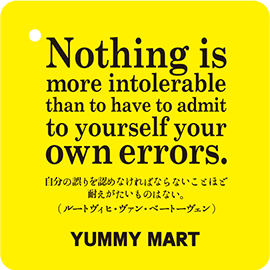 Nothing is
more intolerable
than to have to admit
to yourself your
own errors.
自分の誤りを認めなければならないことほど
耐えがたいものはない。
（ルートヴィヒ・ヴァン・ベートーヴェン）
YUMMY MART